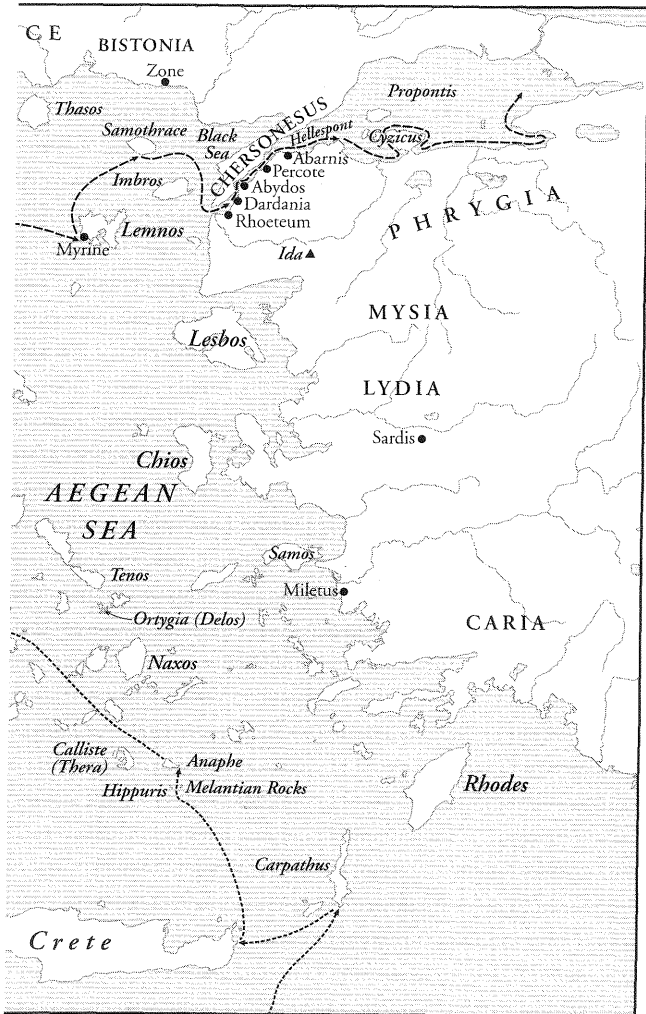 CE
BISTONIA
Zone
Propontis
Thasos
Samothrace
Black
Sea
CHERSONESUS
Hellespont
Cyzicus
Abarnis
Percote
Imbros
Abydos
Dardania
Rhoeteum
PHRYGIA
Lemnos
Myrine
Ida
MYSIA
Lesbos
LYDIA
Sardis
Chios
AEGEAN
SEA
Samos
Tenos
Miletus
Ortygia (Delos)
CARIA
Naxos
Calliste
(Thera)
Anaphe
Hippuris
Melantian Rocks
Rhodes
Carpathus
Crete